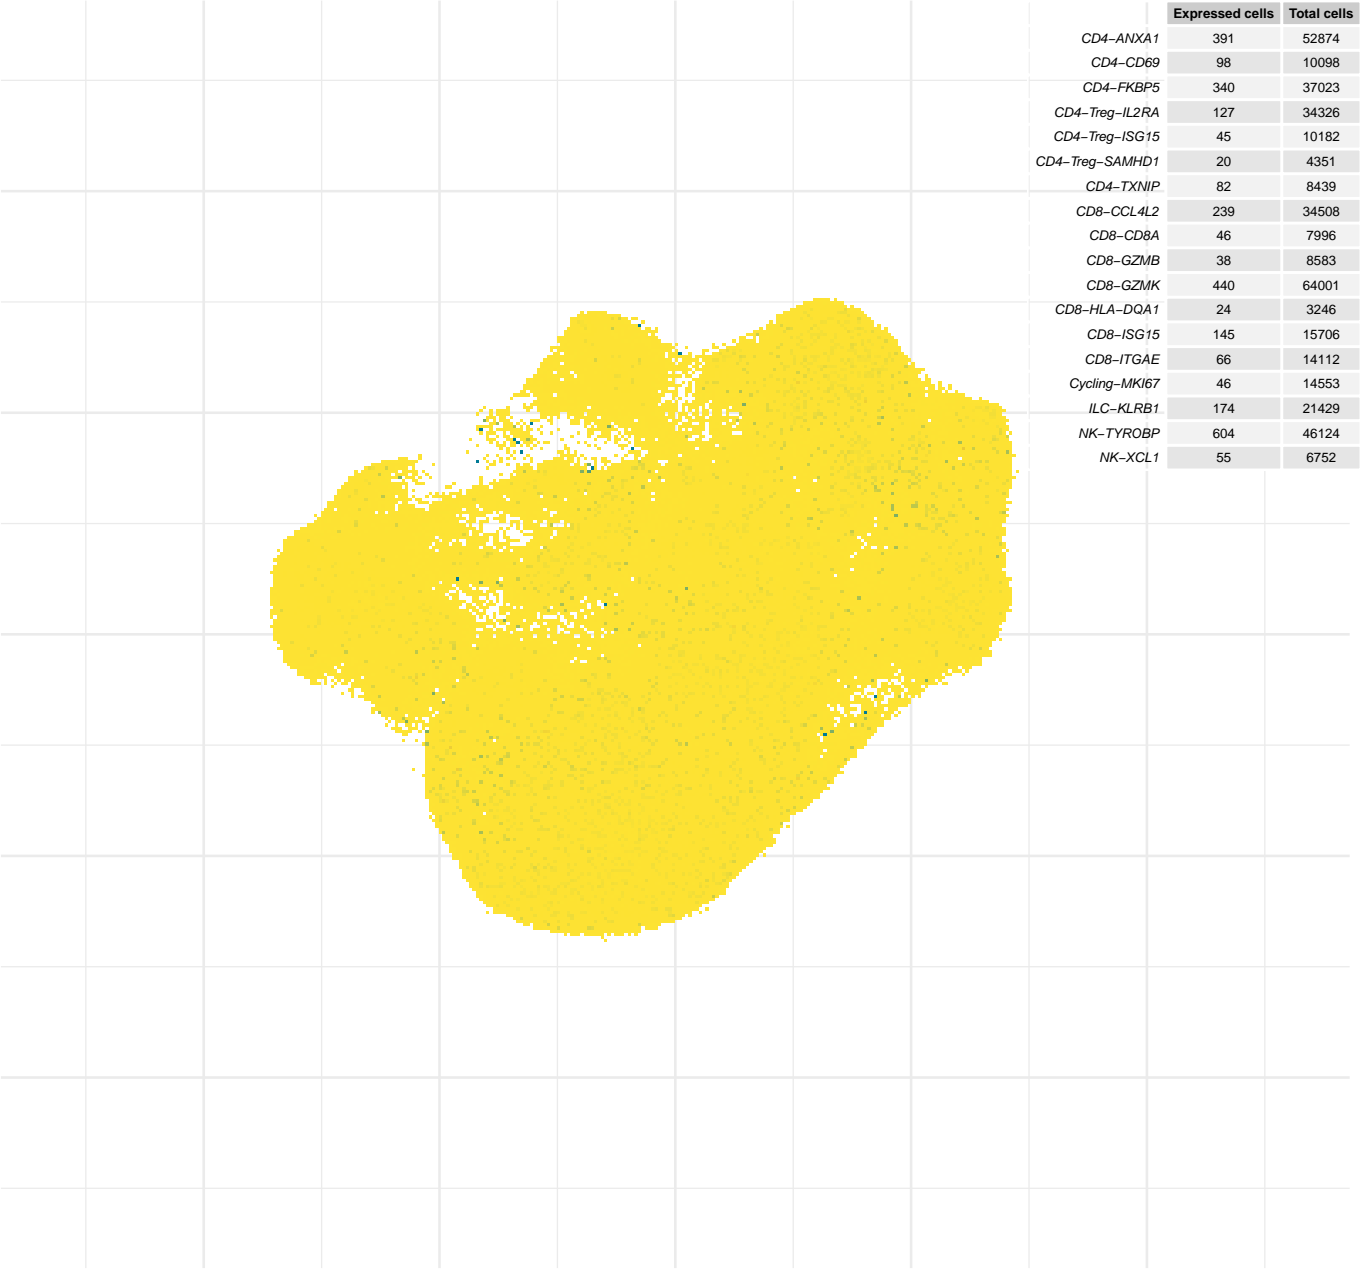 Expressed cells Total cells
CD4−ANXA1 391 52874
CD4−CD69 98 10098
CD4−FKBP5 340 37023
CD4−Treg−IL2RA 127 34326
CD4−Treg−ISG15 45 10182
CD4−Treg−SAMHD1 20 4351
CD4−TXNIP 82 8439
CD8−CCL4L2 239 34508
CD8−CD8A 46 7996
CD8−GZMB 38 8583
CD8−GZMK 440 64001
CD8−HLA−DQA1 24 3246
CD8−ISG15 145 15706
CD8−ITGAE 66 14112
Cycling−MKI67 46 14553
ILC−KLRB1 174 21429
NK−TYROBP 604 46124
NK−XCL1 55 6752